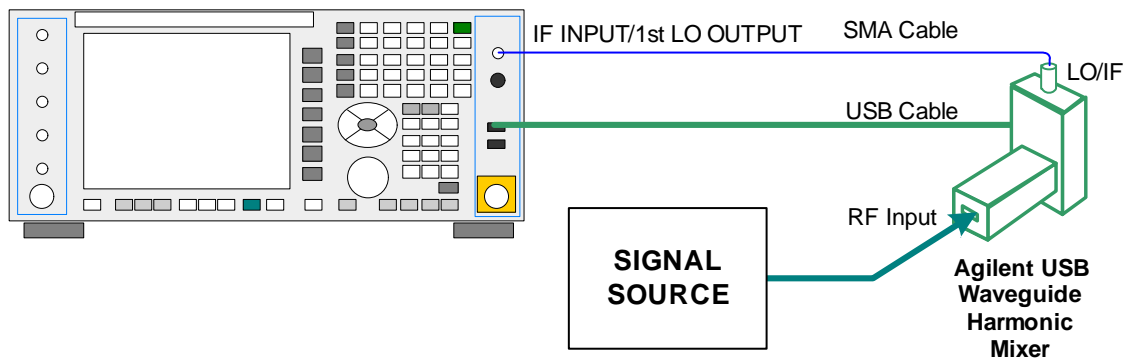 IF INPUT/1st LO OUTPUT
SMA Cable
LO/IF
USB Cable
RF Input
SIGNAL
SOURCE
Agilent USB
Waveguide
Harmonic
Mixer